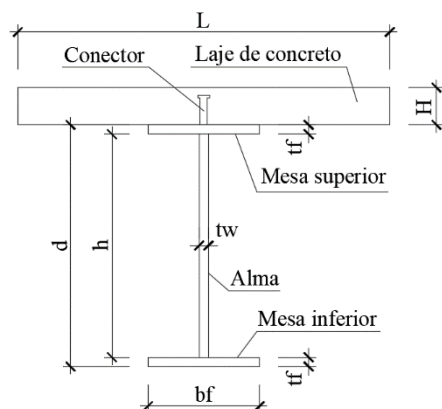 L
Conector
Laje de concreto
H
tf
Mesa superior
d
h
tw
Alma
Mesa inferior
tf
bf